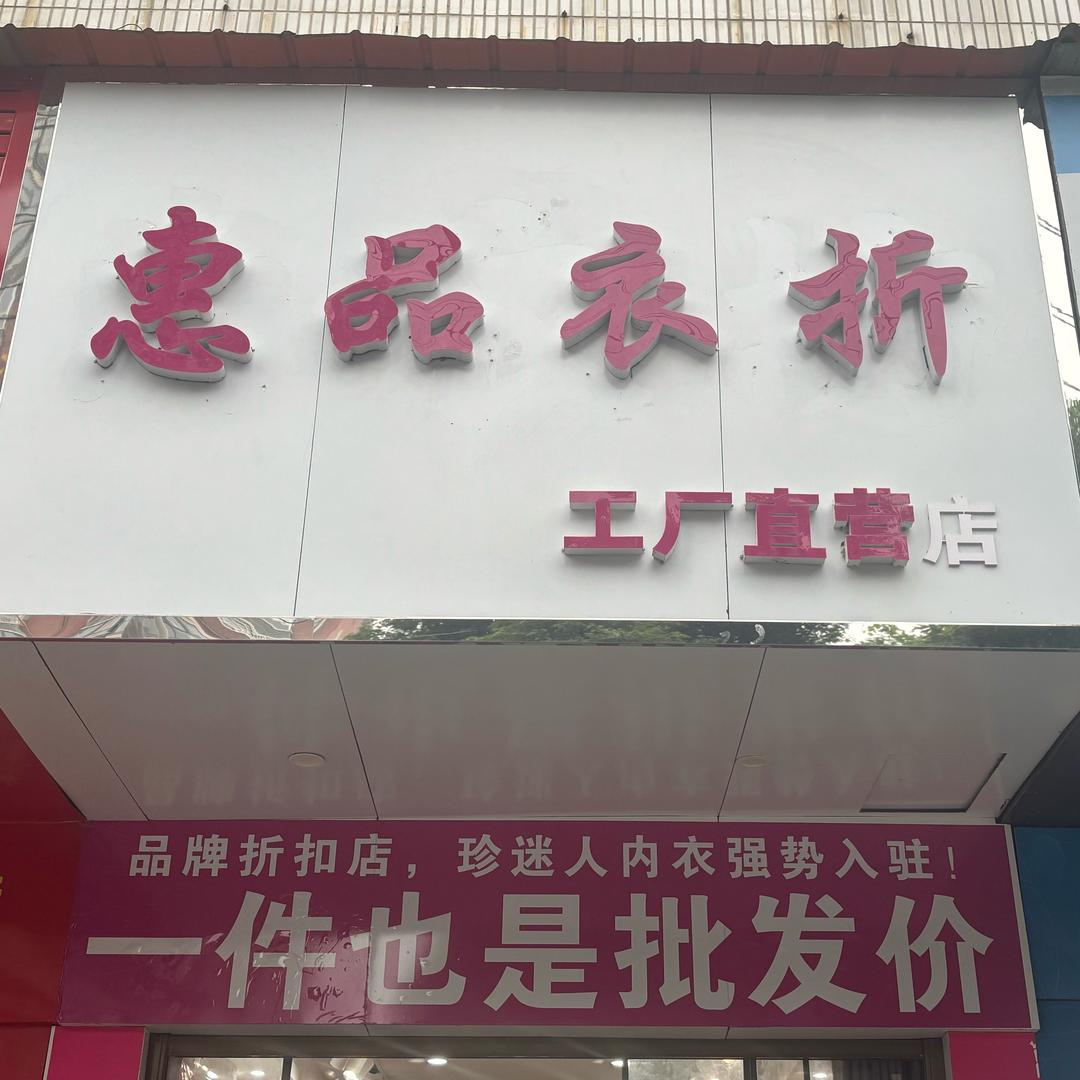 惠品衣折
工厂直营店
品牌折扣店，珍迷人内衣强势入驻！
一件也是批发价